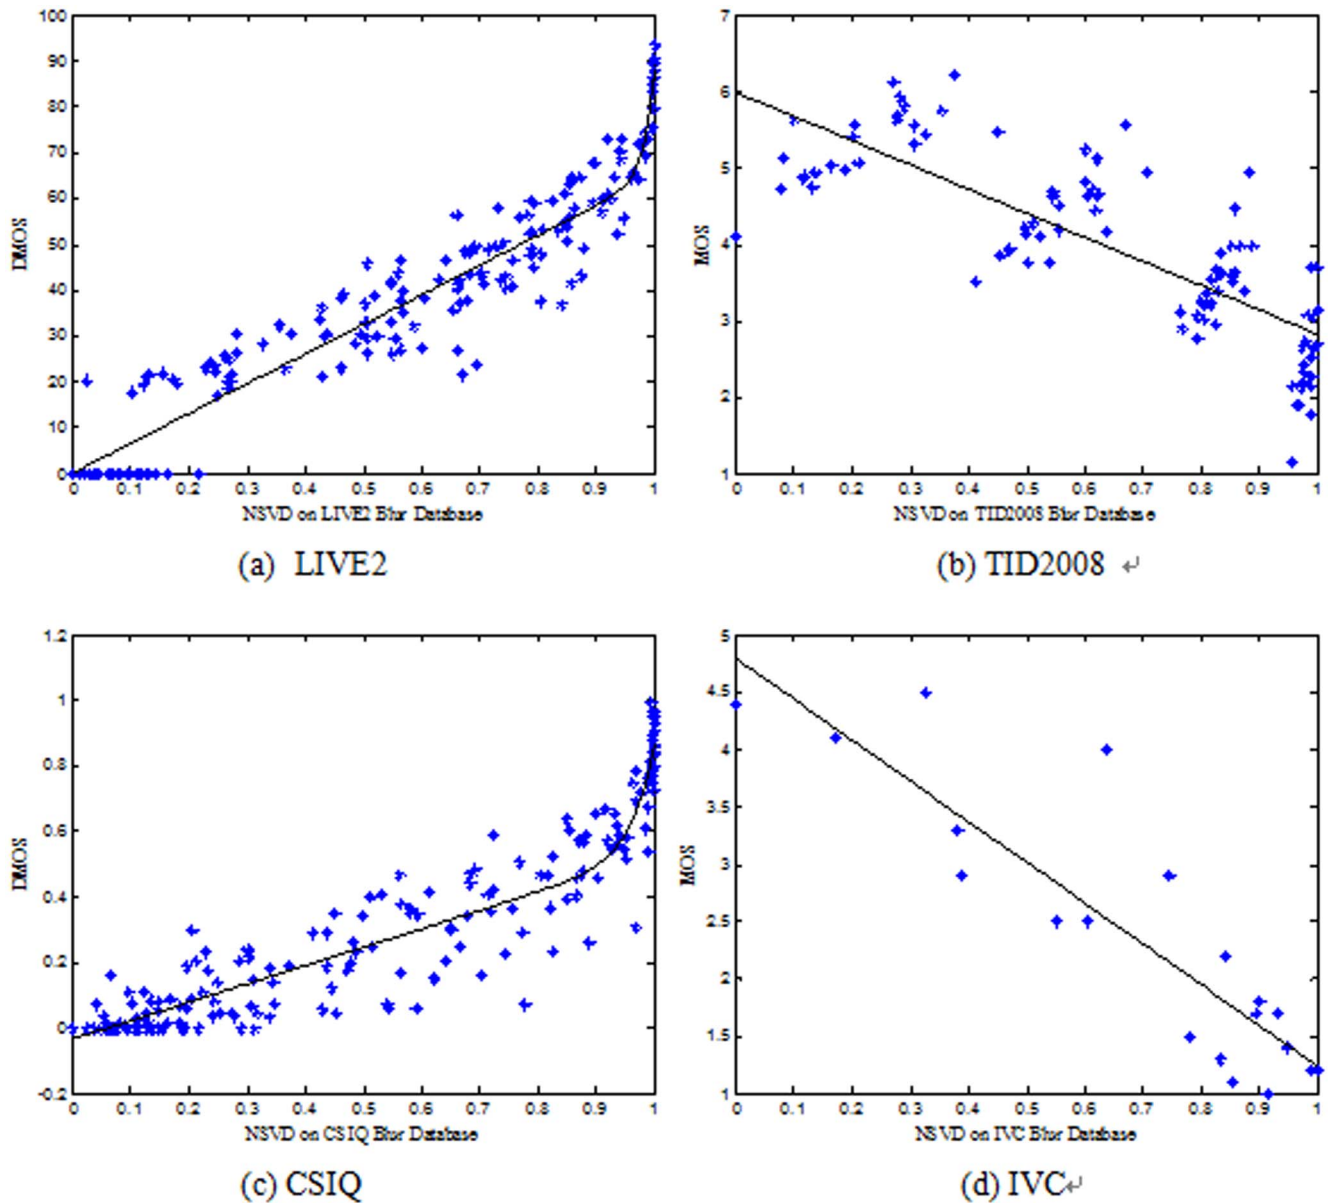 100
90
80
70
60
50
40
30
20
10
0
DMOS
0 0.1 0.2 0.3 0.4 0.5 0.6 0.7 0.8 0.9 1
NSVD on LIVE2 Blur Database
(a) LIVE2
7
6
5
4
3
2
1
MOS
0 0.1 0.2 0.3 0.4 0.5 0.6 0.7 0.8 0.9 1
NSVD on TID2008 Blur Database
(b) TID2008 ↵
1.2
1
0.8
0.6
0.4
0.2
0
-0.2
DMOS
0 0.1 0.2 0.3 0.4 0.5 0.6 0.7 0.8 0.9 1
NSVD on CSIQ Blur Database
(c) CSIQ
5
4.5
4
3.5
3
2.5
2
1.5
1
MOS
0 0.1 0.2 0.3 0.4 0.5 0.6 0.7 0.8 0.9 1
NSVD on IVC Blur Database
(d) IVC↵